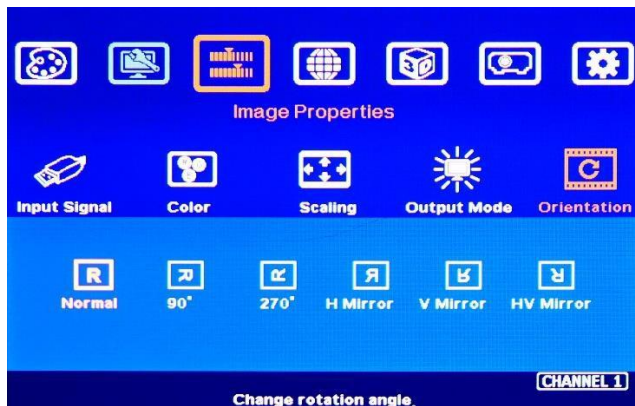 3D
Image Properties
Input Signal Color Scaling Output Mode Orientation
R R R R R R
Normal 90° 270° H Mirror V Mirror HV Mirror
CHANNEL 1
Change rotation angle.